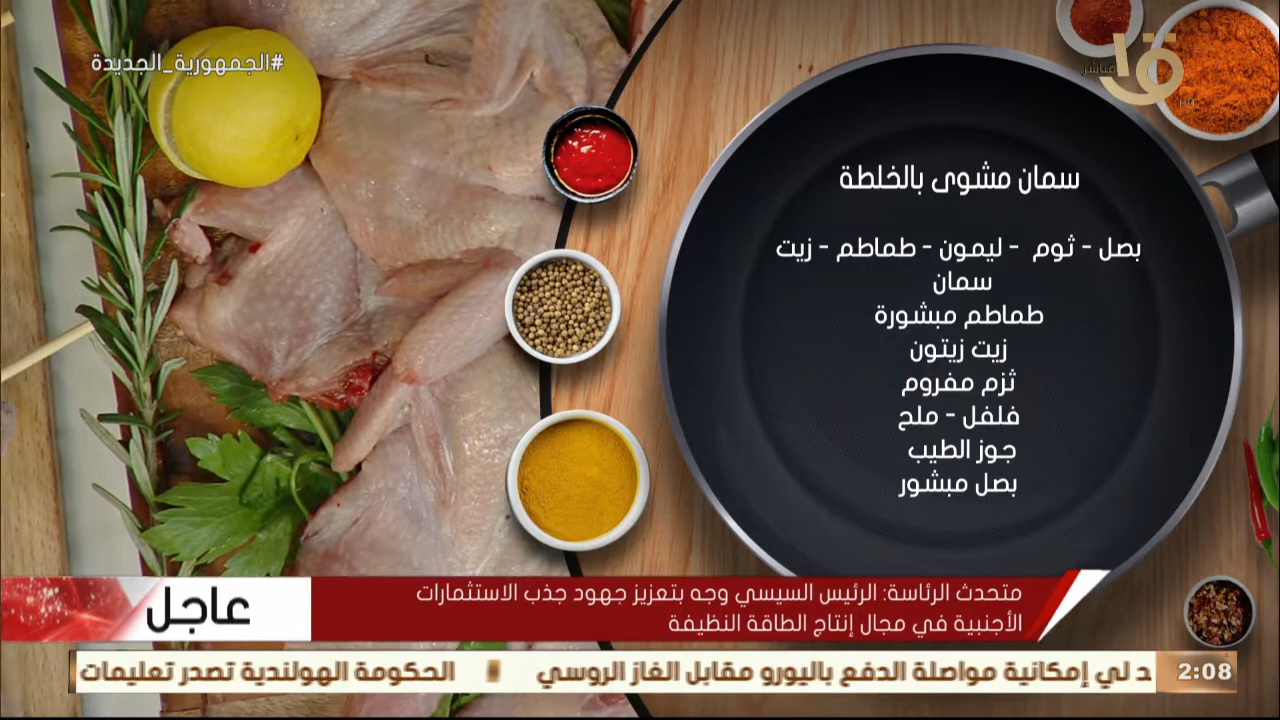 #الجمهورية_الجديدة
مباشر
HD
سمان مشوى بالخلطة
بصل - ثوم - ليمون - طماطم - زيت
سمان
طماطم مبشورة
زيت زيتون
ثزم مفروم
فلفل - ملح
جوز الطيب
بصل مبشور
عاجل
متحدث الرئاسة: الرئيس السيسي وجه بتعزيز جهود جذب الاستثمارات
الأجنبية في مجال إنتاج الطاقة النظيفة
2:08
د لي إمكانية مواصلة الدفع باليورو مقابل الغاز الروسي
الحكومة الهولندية تصدر تعليمات